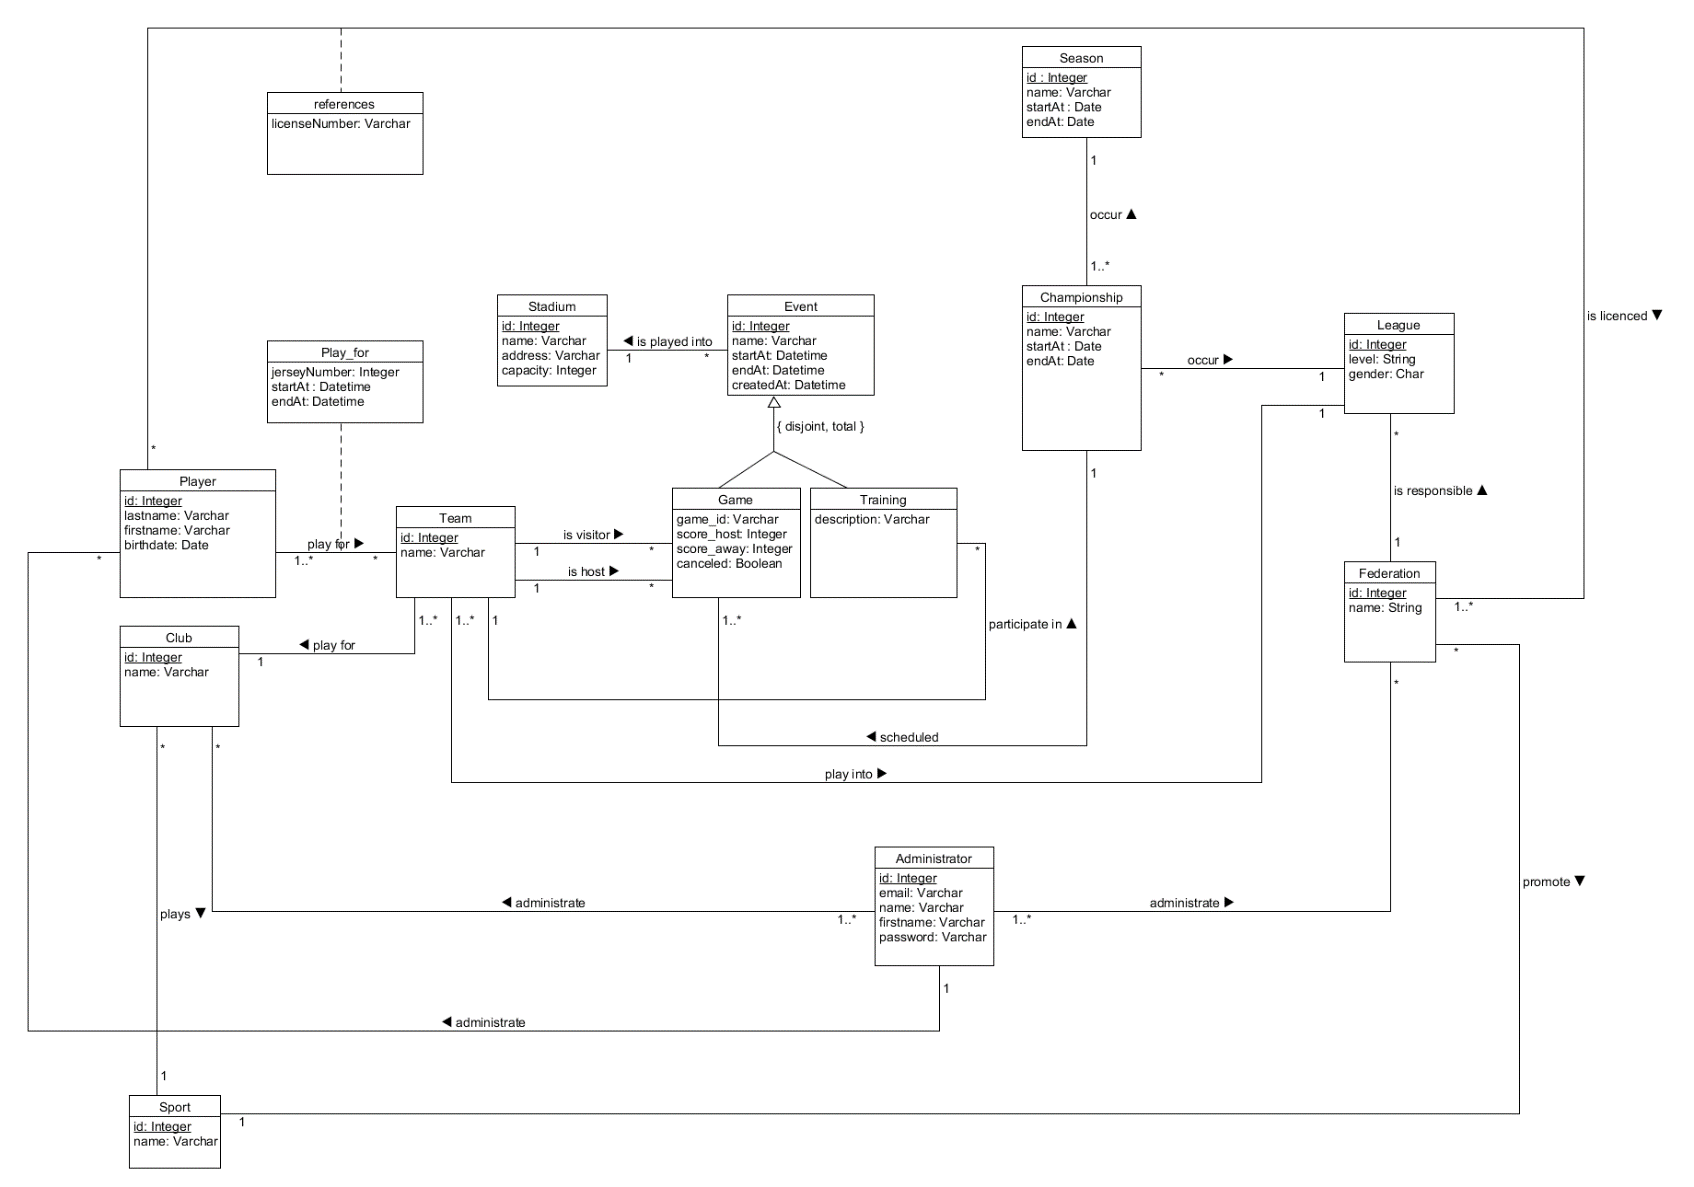 Season
id : Integer
name: Varchar
startAt : Date
endAt: Date
references
licenseNumber: Varchar
1
occur ▲
1..*
Stadium
id: Integer
name: Varchar
address: Varchar
capacity: Integer
◀ is played into
1
*
Event
id: Integer
name: Varchar
startAt: Datetime
endAt: Datetime
createdAt: Datetime
{ disjoint, total }
Championship
id: Integer
name: Varchar
startAt : Date
endAt: Date
occur ▶
*
1
League
id: Integer
level: String
gender: Char
1
is licenced ▼
Play_for
jerseyNumber: Integer
startAt : Datetime
endAt: Datetime
*
Player
id: Integer
lastname: Varchar
firstname: Varchar
birthdate: Date
*
play for ▶
1..*
*
Team
id: Integer
name: Varchar
is visitor ▶
1
*
is host ▶
1
*
Game
game_id: Varchar
score_host: Integer
score_away: Integer
canceled: Boolean
Training
description: Varchar
*
1
*
is responsible ▲
1
Federation
id: Integer
name: String
1..*
*
*
1..*
1..*
1
1..*
participate in ▲
◀ play for
1
Club
id: Integer
name: Varchar
*
*
◀ scheduled
play into ▶
Administrator
id: Integer
email: Varchar
name: Varchar
firstname: Varchar
password: Varchar
◀ administrate
1..*
administrate ▶
1..*
promote ▼
plays ▼
1
◀ administrate
1
Sport
id: Integer
name: Varchar
1